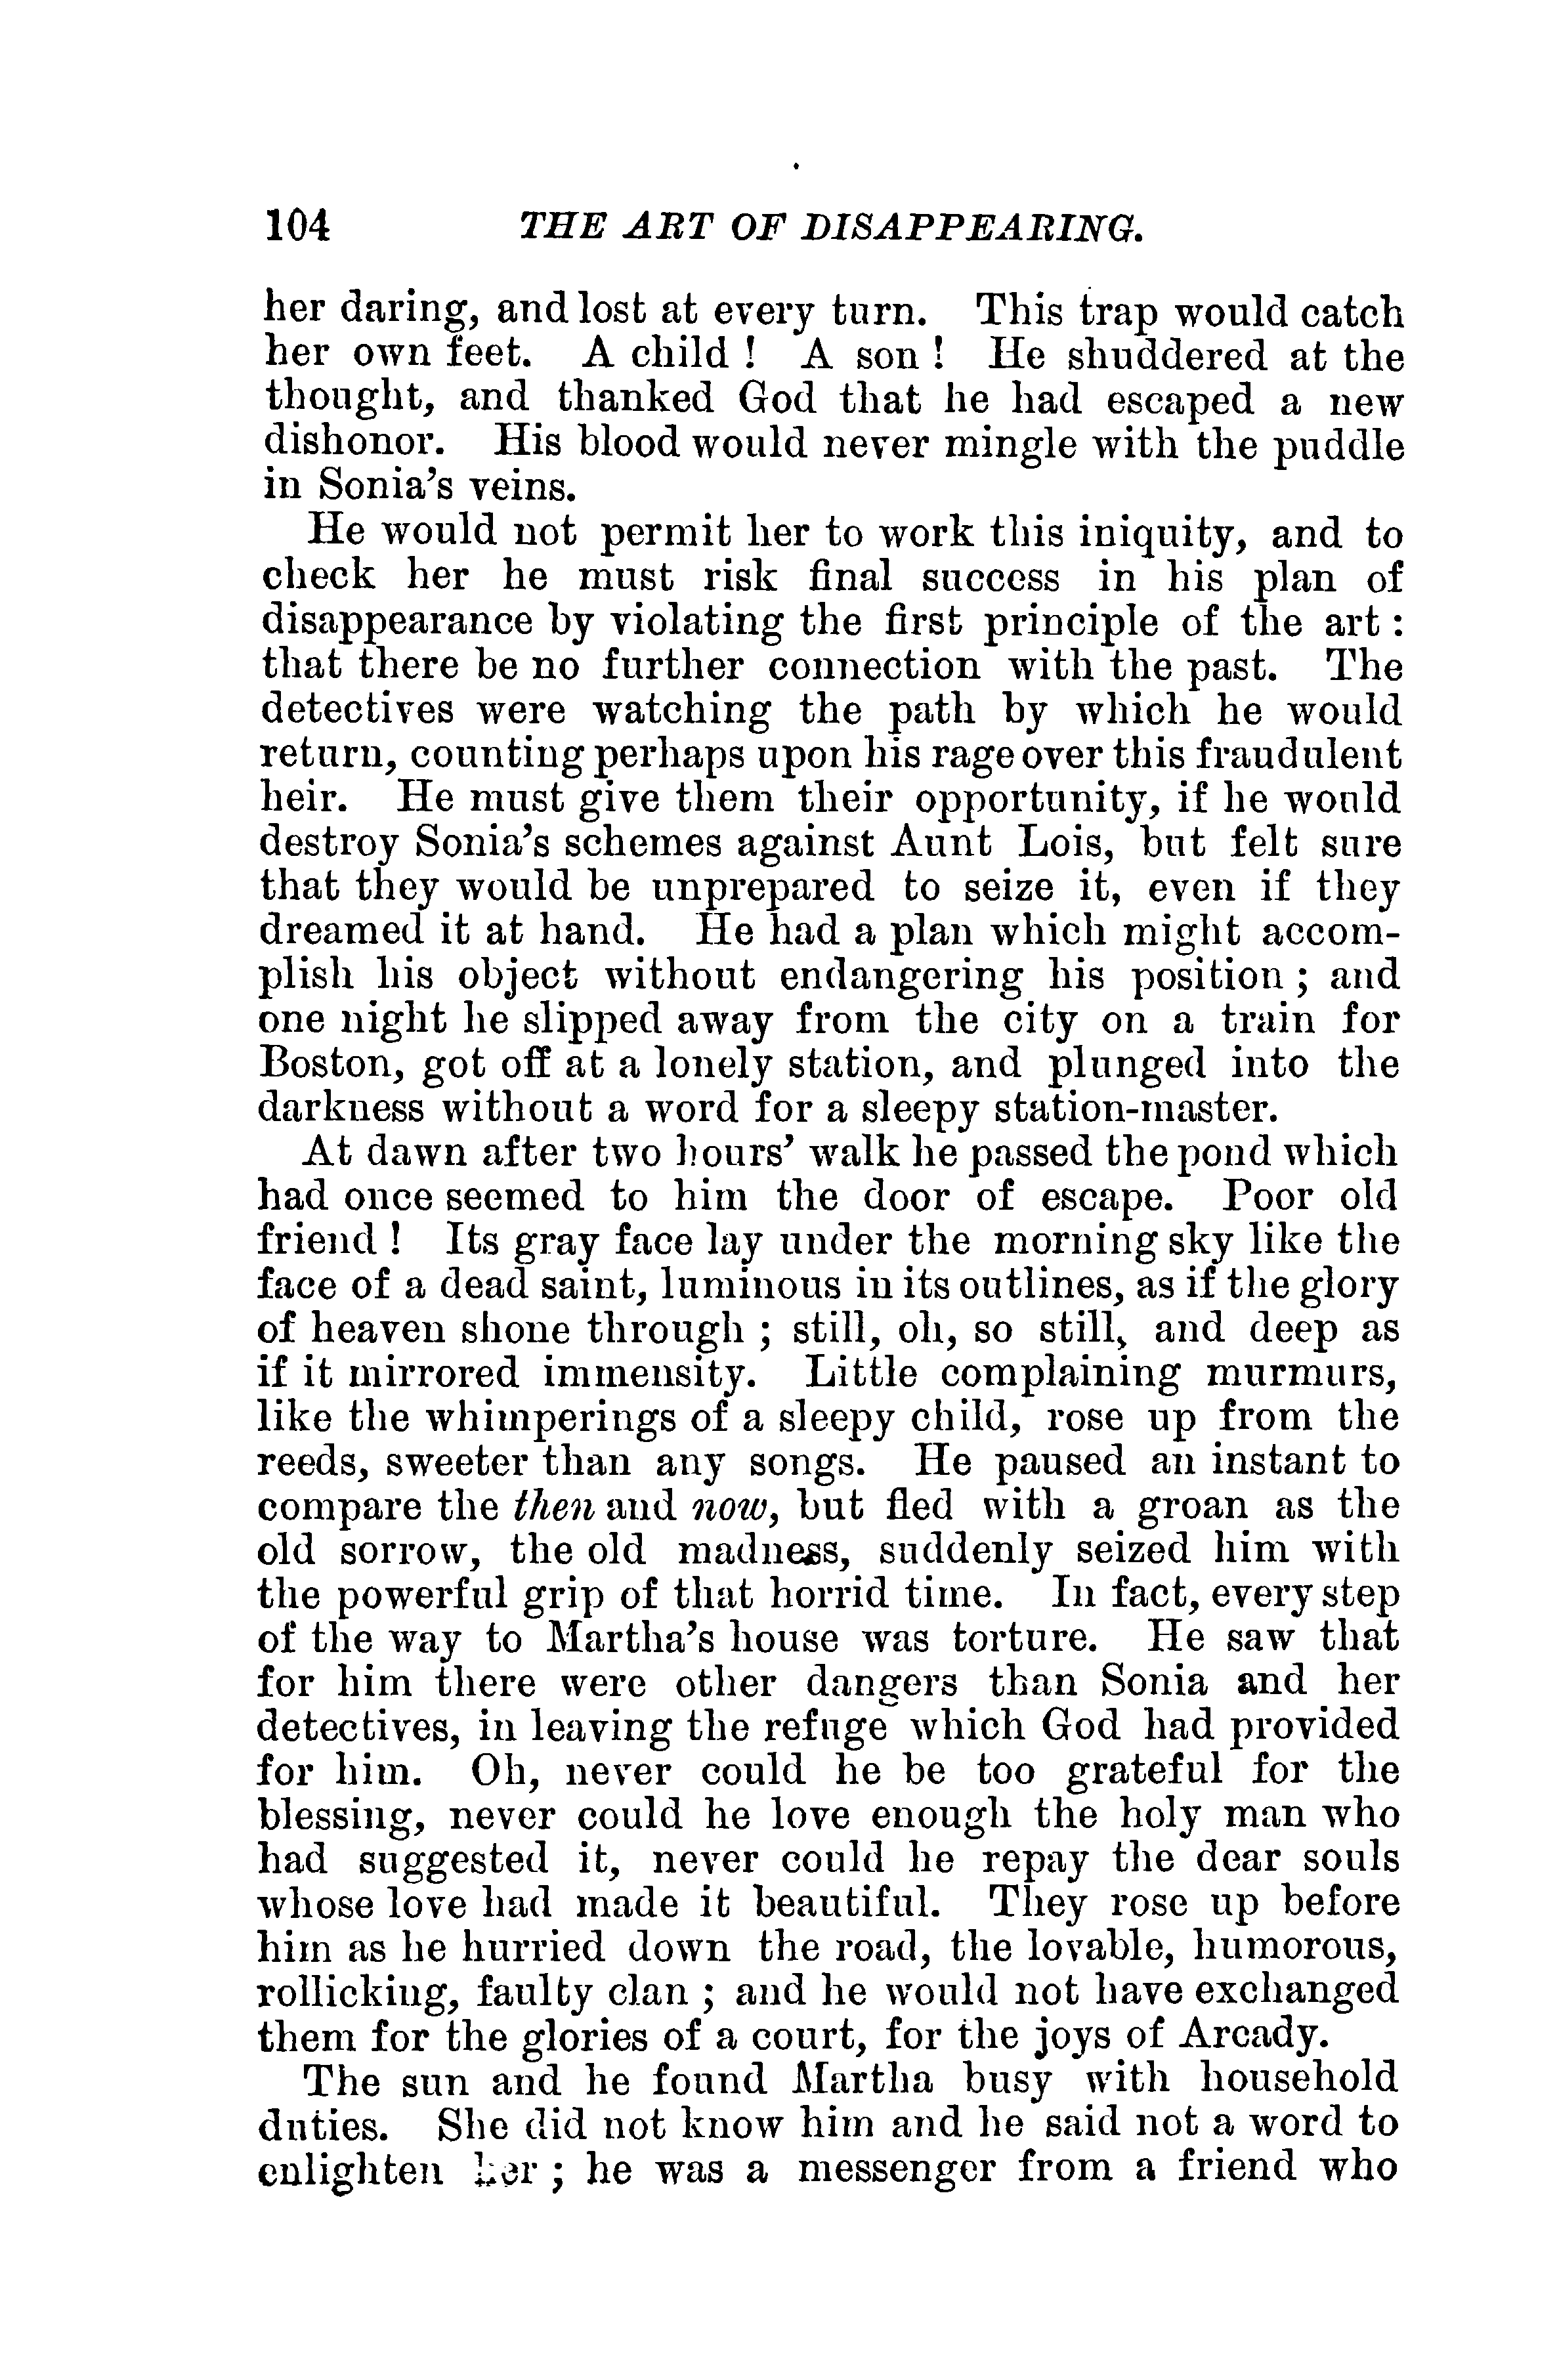 104 THE ART OF DISAPPEARING.
her daring, and lost at every turn. This trap would catch
her own feet. A child ! A son ! He shuddered at the
thought, and thanked God that he had escaped a new
dishonor. His blood would never mingle with the puddle
in Sonia's veins.
He would not permit her to work this iniquity, and to
check her he must risk final success in his plan of
disappearance by violating the first principle of the art :
that there be no further connection with the past. The
detectives were watching the path by which he would
return, counting perhaps upon his rage over this fraudulent
heir. He must give them their opportunity, if he would
destroy Sonia's schemes against Aunt Lois, but felt sure
that they would be unprepared to seize it, even if they
dreamed it at hand. He had a plan which might accom-
plish his object without endangering his position ; and
one night he slipped away from the city on a train for
Boston, got off at a lonely station, and plunged into the
darkness without a word for a sleepy station-master.
At dawn after two hours' walk he passed the pond which
had once seemed to him the door of escape. Poor old
friend ! Its gray face lay under the morning sky like the
face of a dead saint, luminous in its outlines, as if the glory
of heaven shone through ; still, oh, so still, and deep as
if it mirrored immensity. Little complaining murmurs,
like the whimperings of a sleepy child, rose up from the
reeds, sweeter than any songs. He paused an instant to
compare the then and now, but fled with a groan as the
old sorrow, the old madness, suddenly seized him with
the powerful grip of that horrid time. In fact, every step
of the way to Martha's house was torture. He saw that
for him there were other dangers than Sonia and her
detectives, in leaving the refuge which God had provided
for him. Oh, never could he be too grateful for the
blessing, never could he love enough the holy man who
had suggested it, never could he repay the dear souls
whose love had made it beautiful. They rose up before
him as he hurried down the road, the lovable, humorous,
rollicking, faulty clan ; and he would not have exchanged
them for the glories of a court, for the joys of Arcady.
The sun and he found Martha busy with household
duties. She did not know him and he said not a word to
enlighten her ; he was a messenger from a friend who